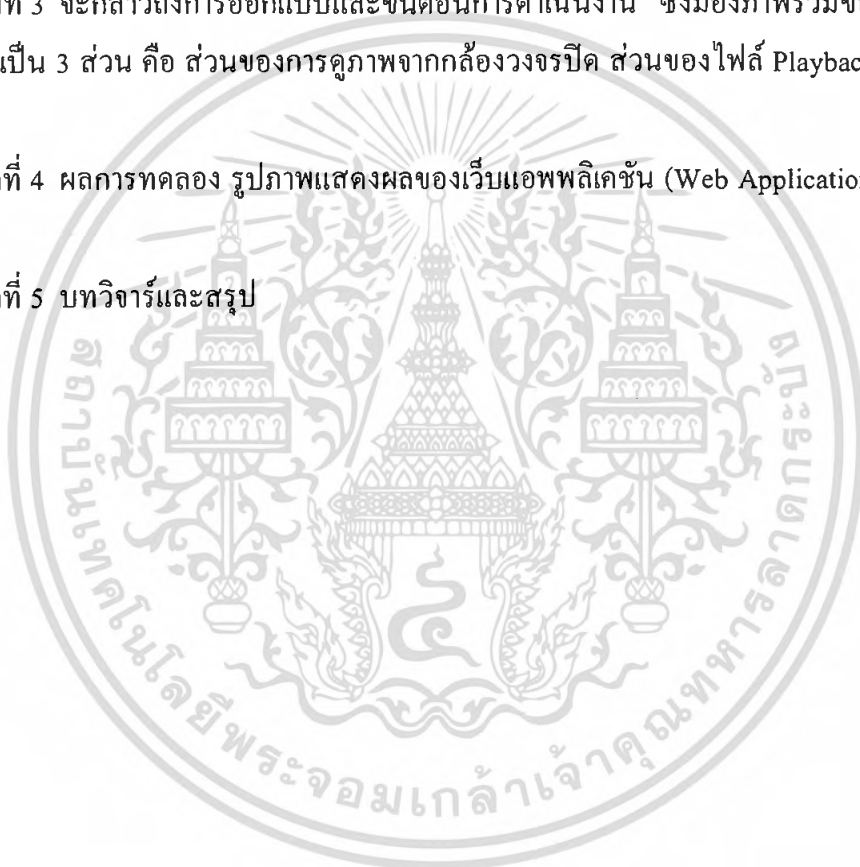 ที่ 3 จะกล่าวถึงการออกแบบและขั้นตอนการดำเนินงาน ซึ่งมองภาพรวมข
เป็น 3 ส่วน คือ ส่วนของการดูภาพจากกล้องวงจรปิด ส่วนของไฟล์ Playbac
ที่ 4 ผลการทดลอง รูปภาพแสดงผลของเว็บแอพพลิเคชัน (Web Application
ที่ 5 บทวิจาร์และสรุป
สถาบันเทคโนโลยีพระจอมเกล้าเจ้าคุณทหารลาดกระบัง